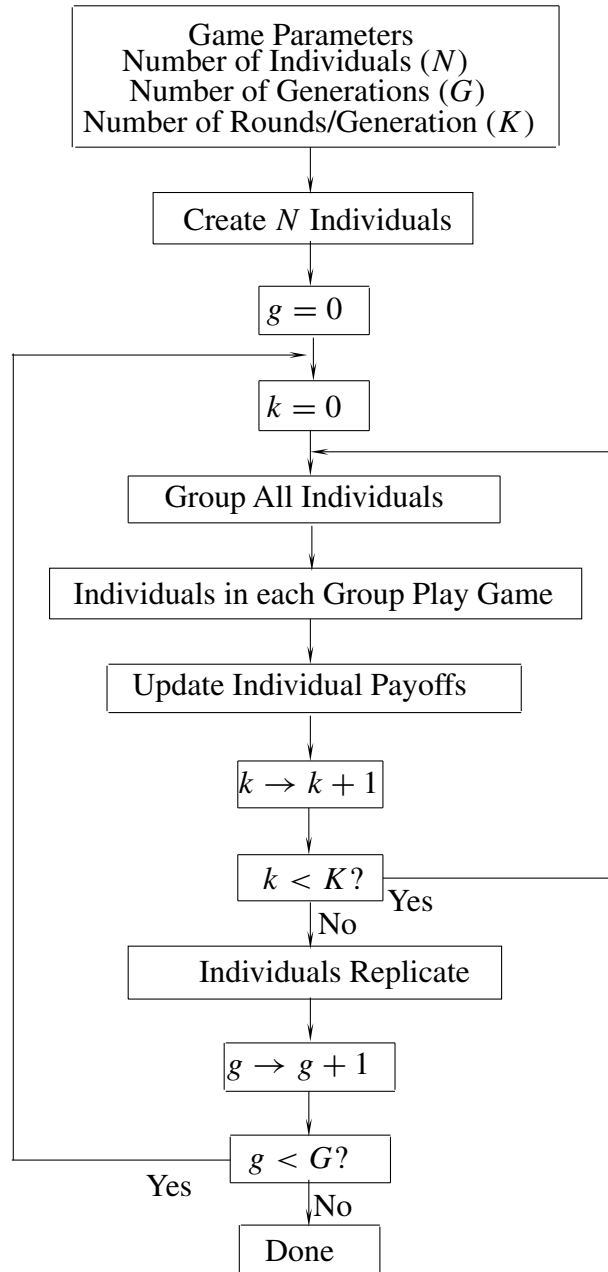 Game Parameters
Number of Individuals (N)
Number of Generations (G)
Number of Rounds/Generation (K)
Create N Individuals
g = 0
k = 0
Group All Individuals
Individuals in each Group Play Game
Update Individual Payoffs
k → k + 1
k < K?
Yes
No
Individuals Replicate
g → g + 1
g < G?
Yes
No
Done